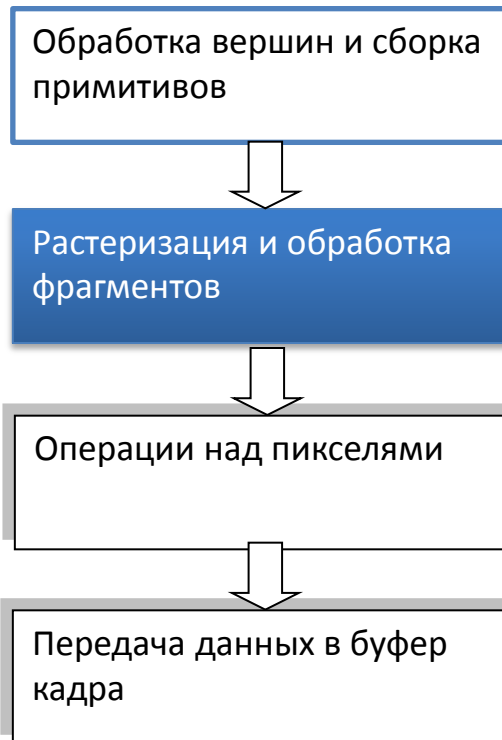 Обработка вершин и сборка
примитивов
Растеризация и обработка
фрагментов
Операции над пикселями
Передача данных в буфер
кадра